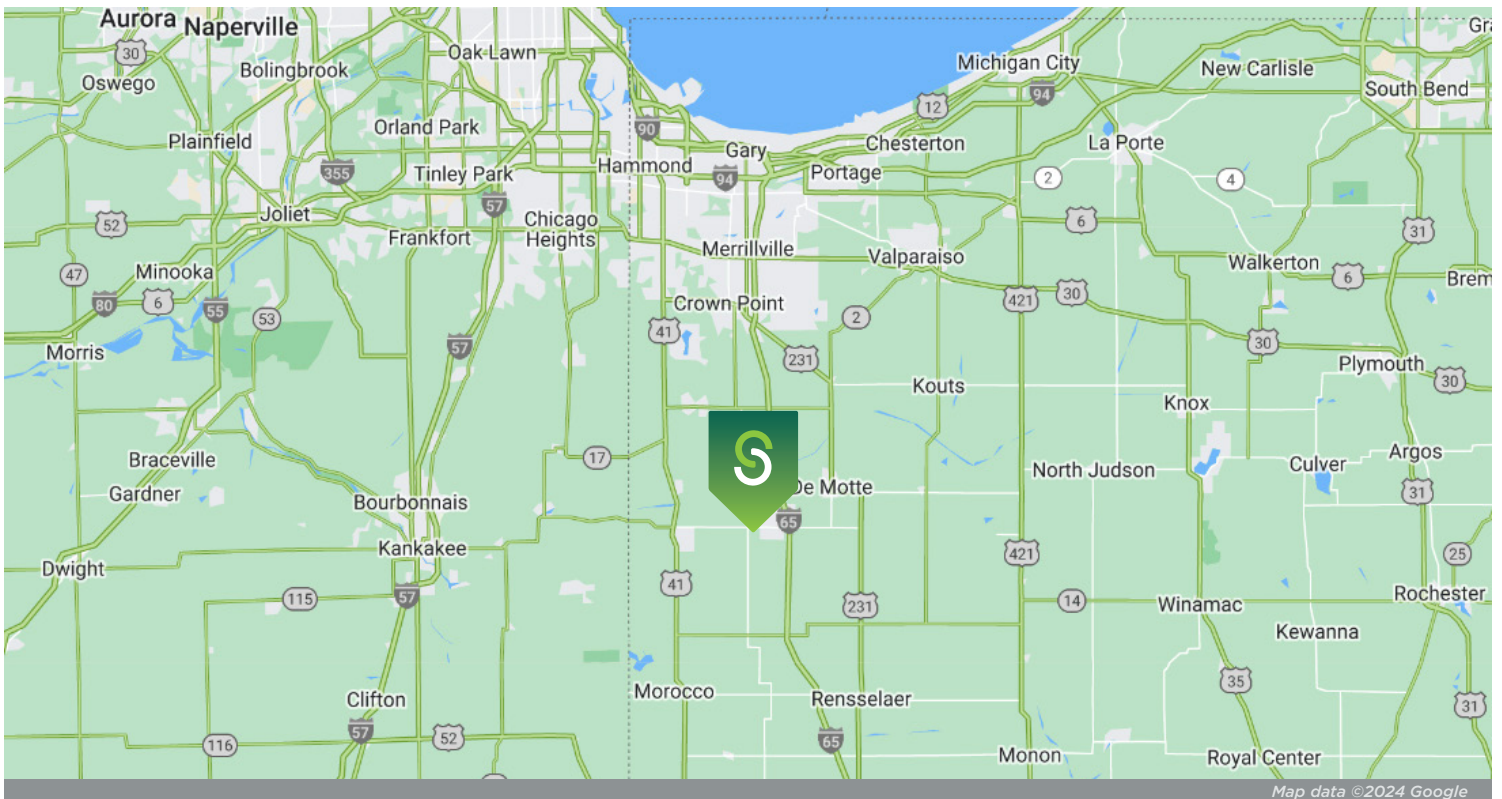 Aurora
Naperville
Gra
30
Oak Lawn
Michigan City
New Carlisle
Bolingbrook
Oswego
South Bend
94
12
Orland Park
90
Plainfield
Chesterton
La Porte
Gary
Hammond
355
Tinley Park
94
Portage
2
4
57
Joliet
52
Chicago
Heights
6
31
Frankfort
Merrillville
Valparaiso
Walkerton
47
Minooka
6
Brem
80
6
55
Crown Point
421
30
53
2
41
57
30
Morris
231
Plymouth
30
Kouts
Knox
S
17
Braceville
North Judson
Culver
Argos
Gardner
De Motte
31
Bourbonnais
65
Kankakee
421
25
Dwight
41
115
57
231
14
Winamac
Rochester
Kewanna
35
Clifton
Morocco
Rensselaer
31
57
116
52
65
Monon
Royal Center
Map data ©2024 Google